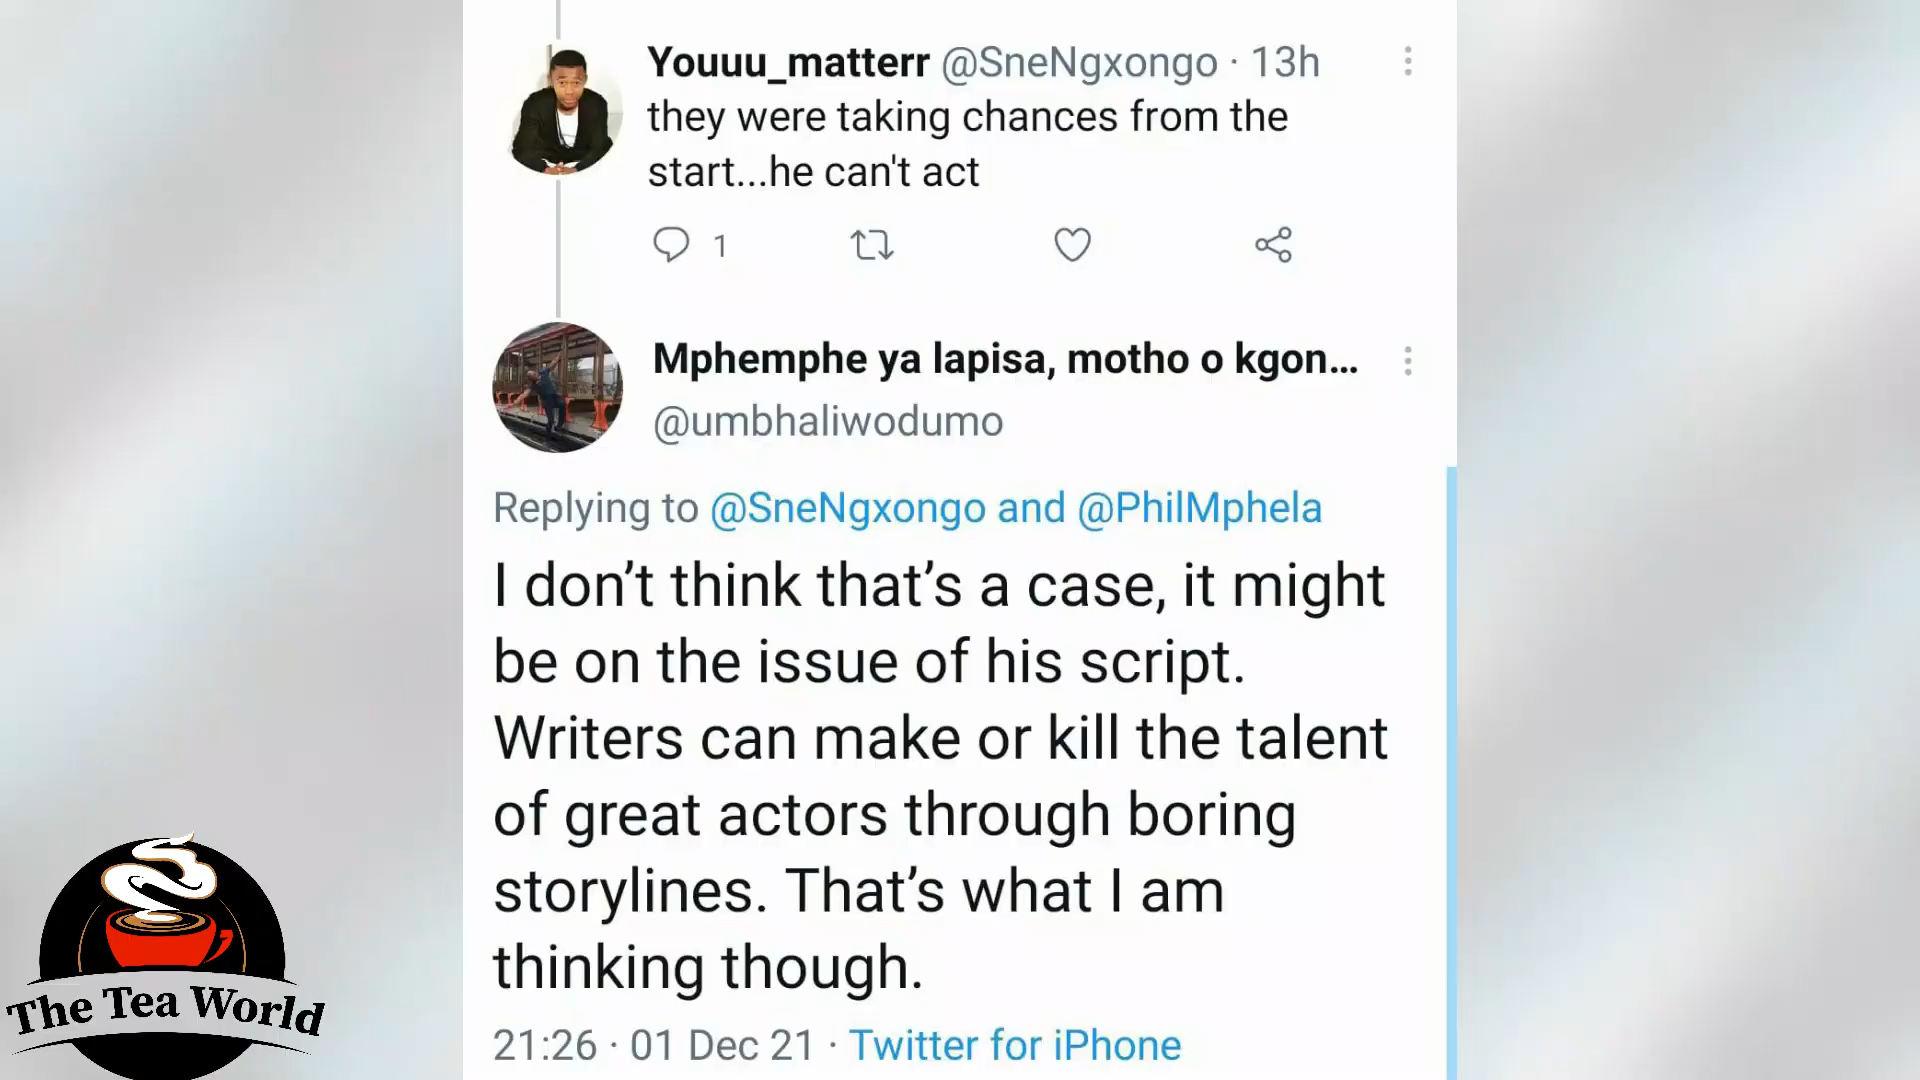 Youuu_matterr @SneNgxongo · 13h
they were taking chances from the
start...he can't act
1
Mphemphe ya lapisa, motho o kgon...
@umbhaliwodumo
Replying to @SneNgxongo and @PhilMphela
I don’t think that’s a case, it might
be on the issue of his script.
Writers can make or kill the talent
of great actors through boring
storylines. That’s what I am
thinking though.
21:26 · 01 Dec 21 · Twitter for iPhone
The Tea World